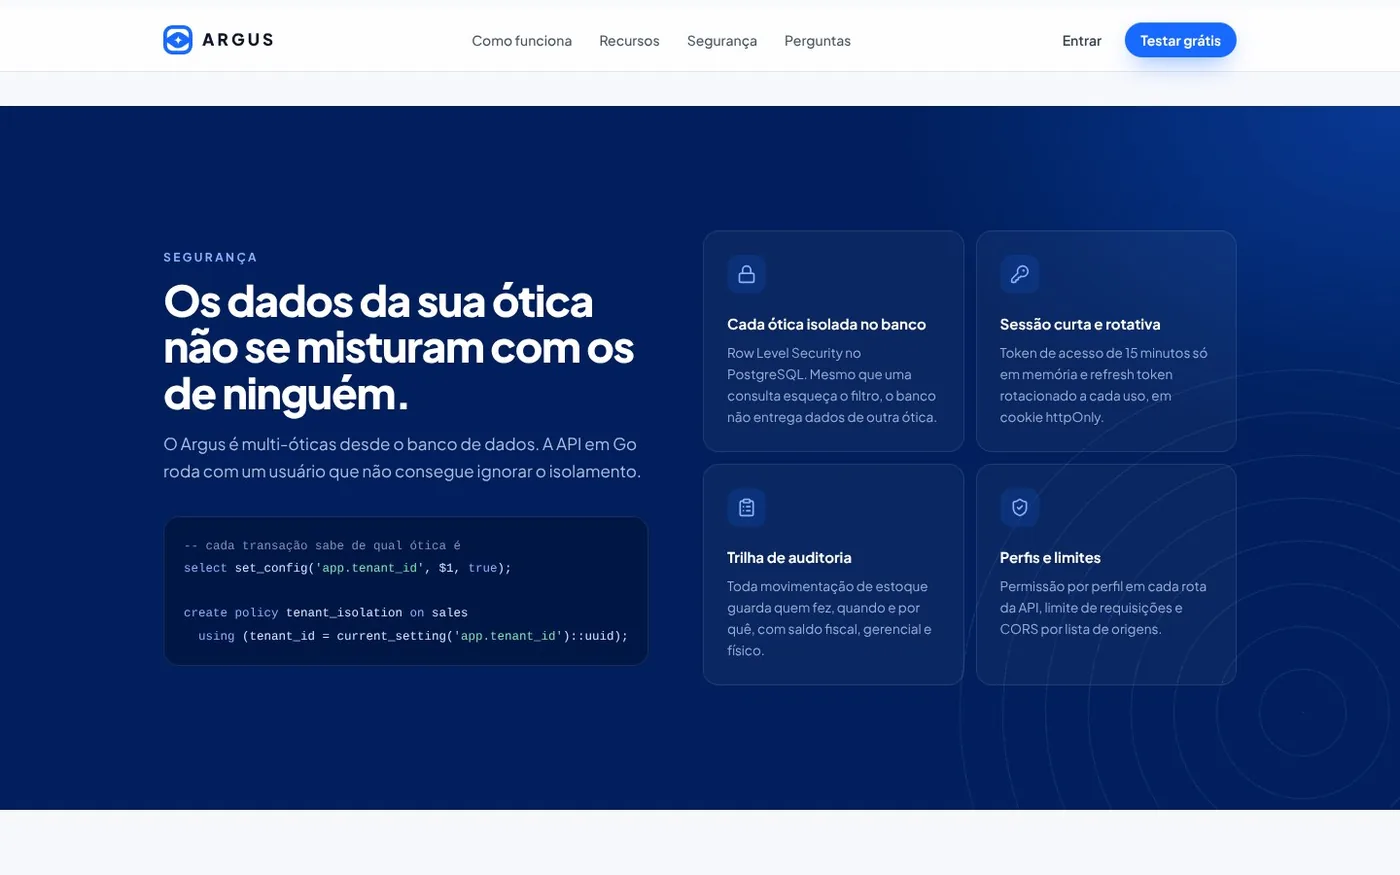 ARGUS
Como funciona
Recursos
Segurança
Perguntas
Entrar
Testar grátis
SEGURANÇA
Os dados da sua ótica
não se misturam com os
de ninguém.
O Argus é multi-óticas desde o banco de dados. A API em Go
roda com um usuário que não consegue ignorar o isolamento.
-- cada transação sabe de qual ótica é
select set_config('app.tenant_id', $1, true);
create policy tenant_isolation on sales
using (tenant_id = current_setting('app.tenant_id')::uuid);
Cada ótica isolada no banco
Row Level Security no
PostgreSQL. Mesmo que uma
consulta esqueça o filtro, o banco
não entrega dados de outra ótica.
Sessão curta e rotativa
Token de acesso de 15 minutos só
em memória e refresh token
rotacionado a cada uso, em
cookie httpOnly.
Trilha de auditoria
Toda movimentação de estoque
guarda quem fez, quando e por
quê, com saldo fiscal, gerencial e
físico.
Perfis e limites
Permissão por perfil em cada rota
da API, limite de requisições e
CORS por lista de origens.